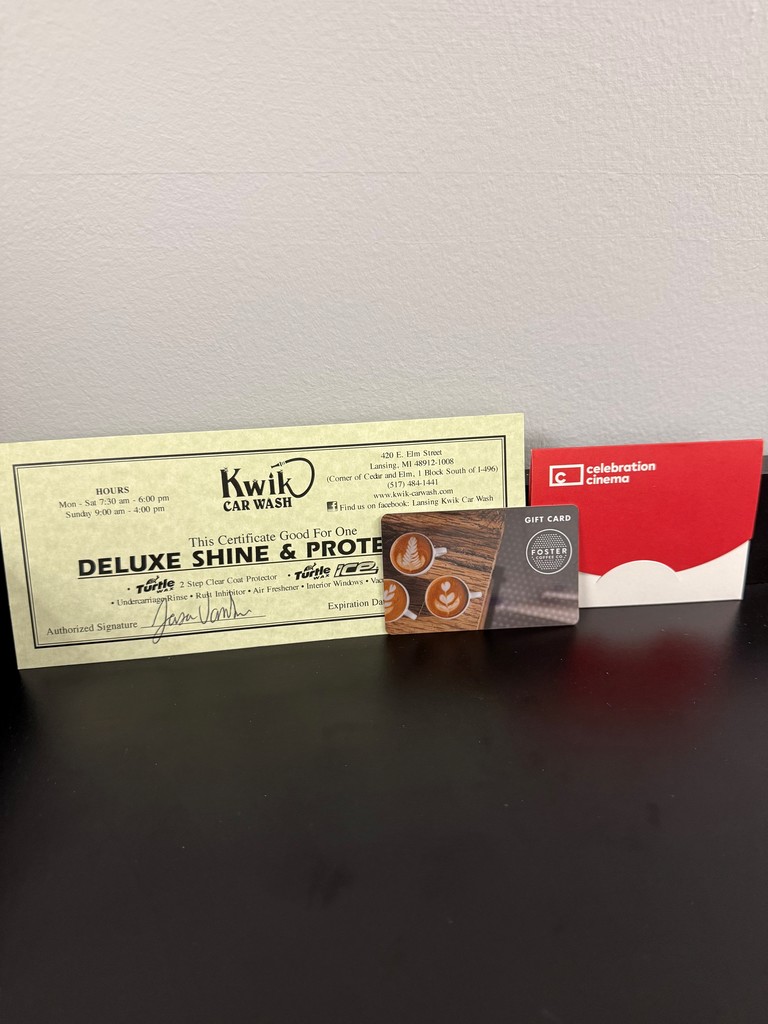 HOURS
Mon - Sat 7:30 am - 6:00 pm
Sunday 9:00 am - 4:00 pm
Kwik
CAR WASH
420 E. Elm Street
Lansing, MI 48912-1008
(Corner of Cedar and Elm, 1 Block South of I-496)
(517) 484-1441
www.kwik-carwash.com
f Find us on facebook: Lansing Kwik Car Wash
This Certificate Good For One
DELUXE SHINE & PROTE
• Turtle WAX 2 Step Clear Coat Protector • Turtle WAX ice
• Undercarriage Rinse • Rust Inhibitor • Air Freshener • Interior Windows • Vac
Authorized Signature
Expiration Da
GIFT CARD
FOSTER
COFFEE CO.
C celebration
cinema